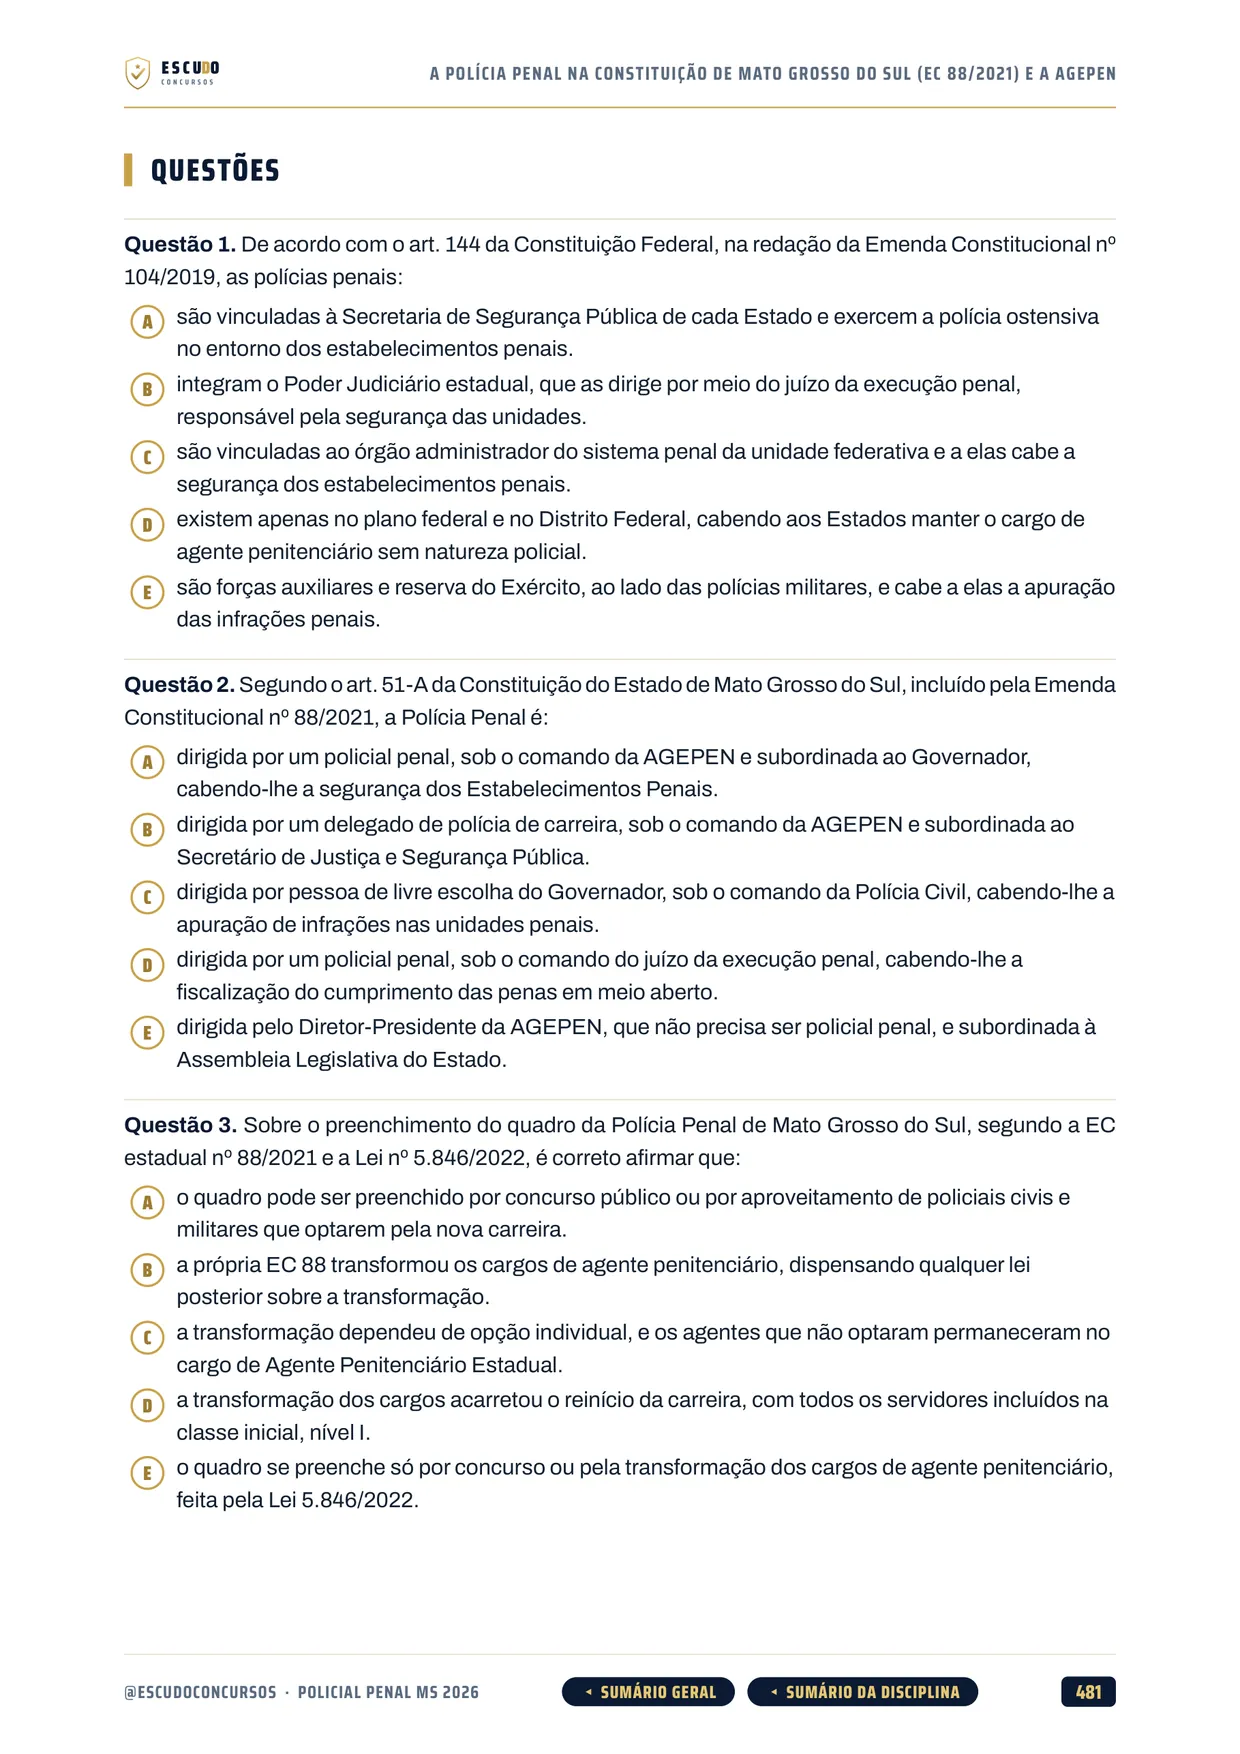 ESCUDO
CONCURSOS
A POLÍCIA PENAL NA CONSTITUIÇÃO DE MATO GROSSO DO SUL (EC 88/2021) E A AGEPEN
QUESTÕES
Questão 1. De acordo com o art. 144 da Constituição Federal, na redação da Emenda Constitucional nº
104/2019, as polícias penais:
A são vinculadas à Secretaria de Segurança Pública de cada Estado e exercem a polícia ostensiva
no entorno dos estabelecimentos penais.
B integram o Poder Judiciário estadual, que as dirige por meio do juízo da execução penal,
responsável pela segurança das unidades.
C são vinculadas ao órgão administrador do sistema penal da unidade federativa e a elas cabe a
segurança dos estabelecimentos penais.
D existem apenas no plano federal e no Distrito Federal, cabendo aos Estados manter o cargo de
agente penitenciário sem natureza policial.
E são forças auxiliares e reserva do Exército, ao lado das polícias militares, e cabe a elas a apuração
das infrações penais.
Questão 2. Segundo o art. 51-A da Constituição do Estado de Mato Grosso do Sul, incluído pela Emenda
Constitucional nº 88/2021, a Polícia Penal é:
A dirigida por um policial penal, sob o comando da AGEPEN e subordinada ao Governador,
cabendo-lhe a segurança dos Estabelecimentos Penais.
B dirigida por um delegado de polícia de carreira, sob o comando da AGEPEN e subordinada ao
Secretário de Justiça e Segurança Pública.
C dirigida por pessoa de livre escolha do Governador, sob o comando da Polícia Civil, cabendo-lhe a
apuração de infrações nas unidades penais.
D dirigida por um policial penal, sob o comando do juízo da execução penal, cabendo-lhe a
fiscalização do cumprimento das penas em meio aberto.
E dirigida pelo Diretor-Presidente da AGEPEN, que não precisa ser policial penal, e subordinada à
Assembleia Legislativa do Estado.
Questão 3. Sobre o preenchimento do quadro da Polícia Penal de Mato Grosso do Sul, segundo a EC
estadual nº 88/2021 e a Lei nº 5.846/2022, é correto afirmar que:
A o quadro pode ser preenchido por concurso público ou por aproveitamento de policiais civis e
militares que optarem pela nova carreira.
B a própria EC 88 transformou os cargos de agente penitenciário, dispensando qualquer lei
posterior sobre a transformação.
C a transformação dependeu de opção individual, e os agentes que não optaram permaneceram no
cargo de Agente Penitenciário Estadual.
D a transformação dos cargos acarretou o reinício da carreira, com todos os servidores incluídos na
classe inicial, nível I.
E o quadro se preenche só por concurso ou pela transformação dos cargos de agente penitenciário,
feita pela Lei 5.846/2022.
@ESCUDOCONCURSOS · POLICIAL PENAL MS 2026
SUMÁRIO GERAL
SUMÁRIO DA DISCIPLINA
481